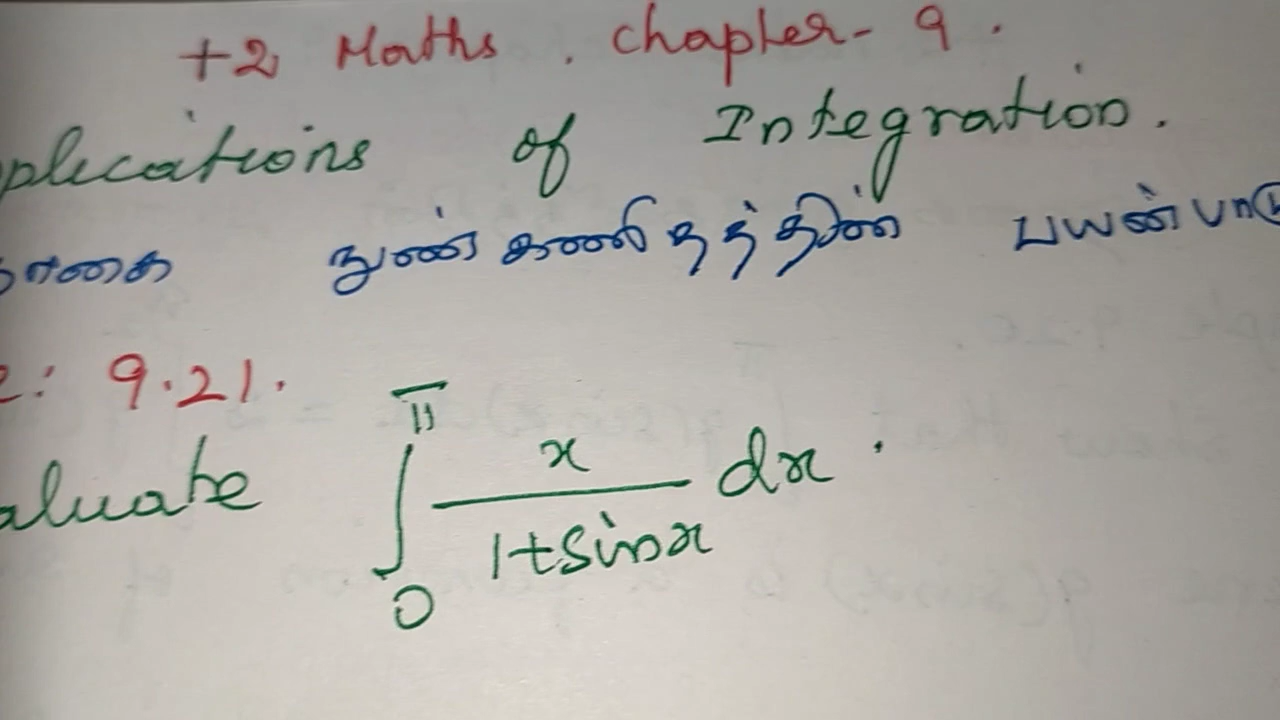 +2 Maths. Chapter - 9.
plications of Integration.
நுண்கணிதத்தின் பயன்பாடு
e: 9.21.
aluate ∫₀^π x/(1+sinx) dx.